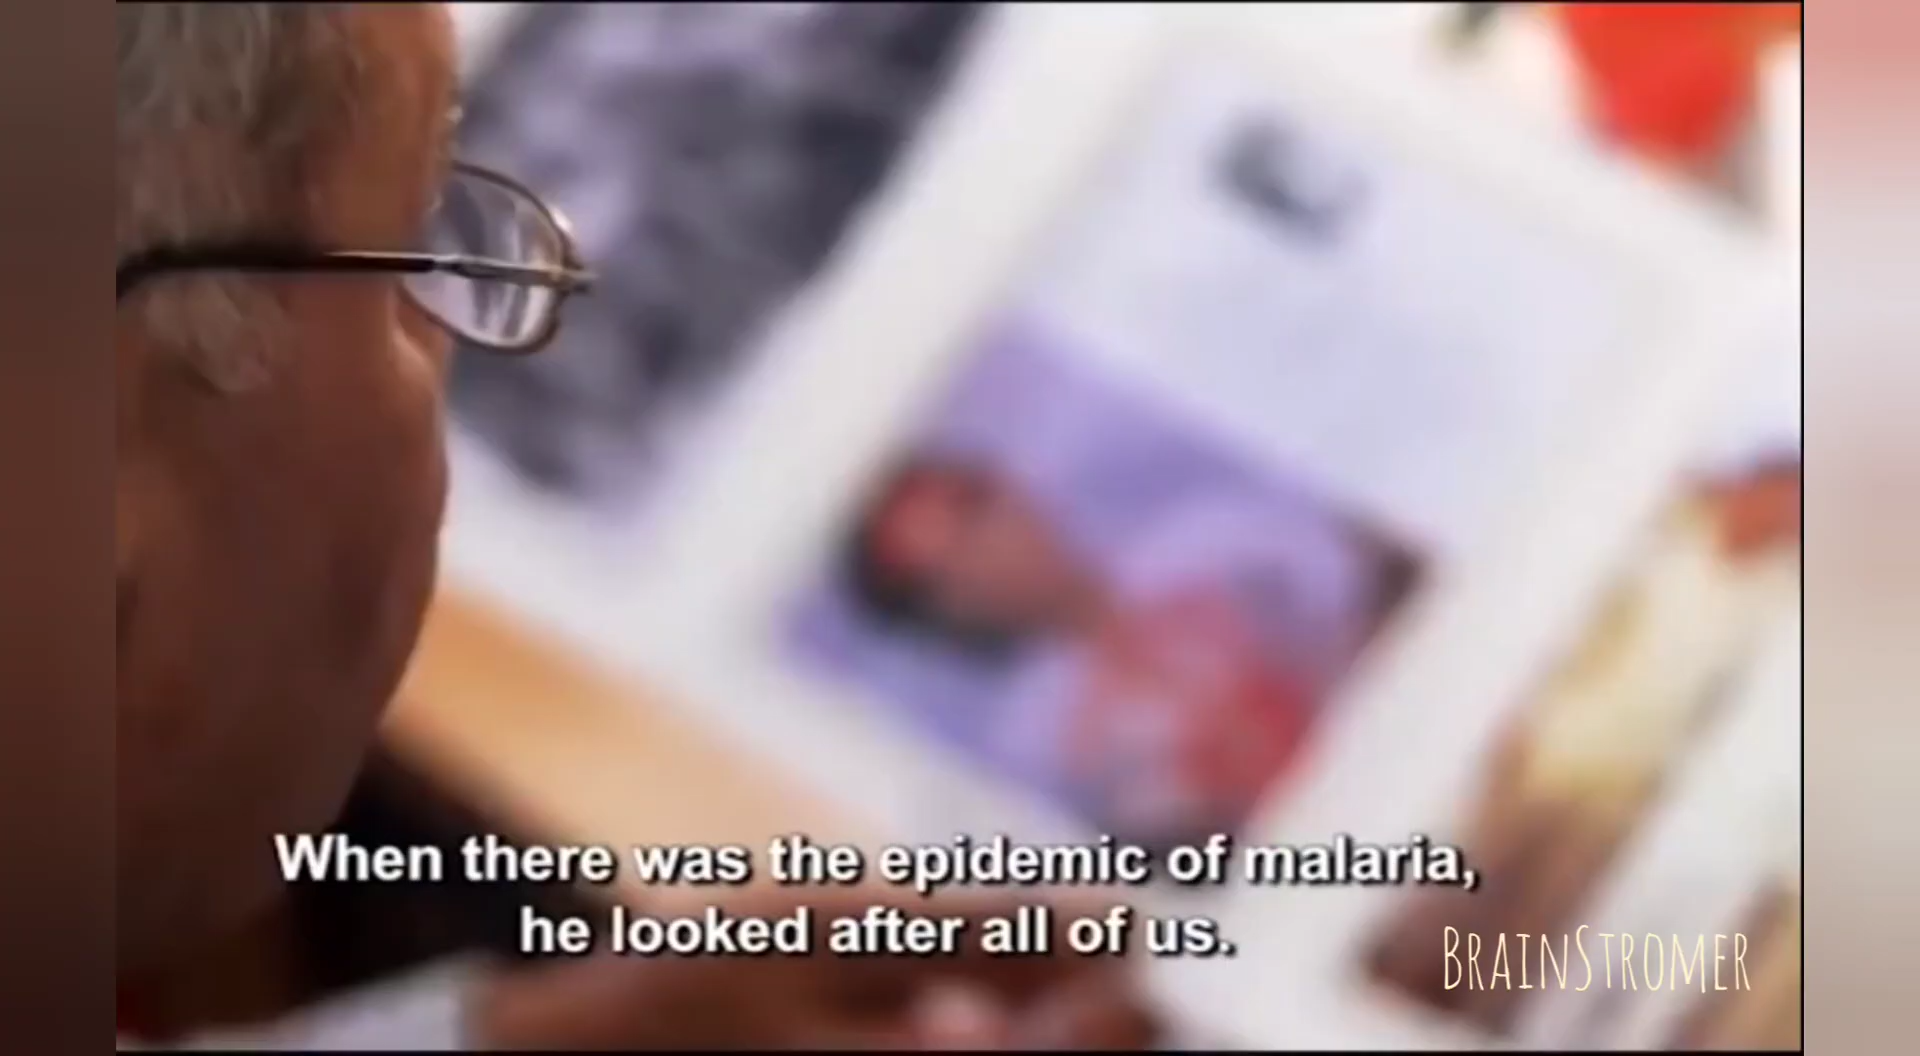 When there was the epidemic of malaria,
he looked after all of us.
BRAINSTROMER